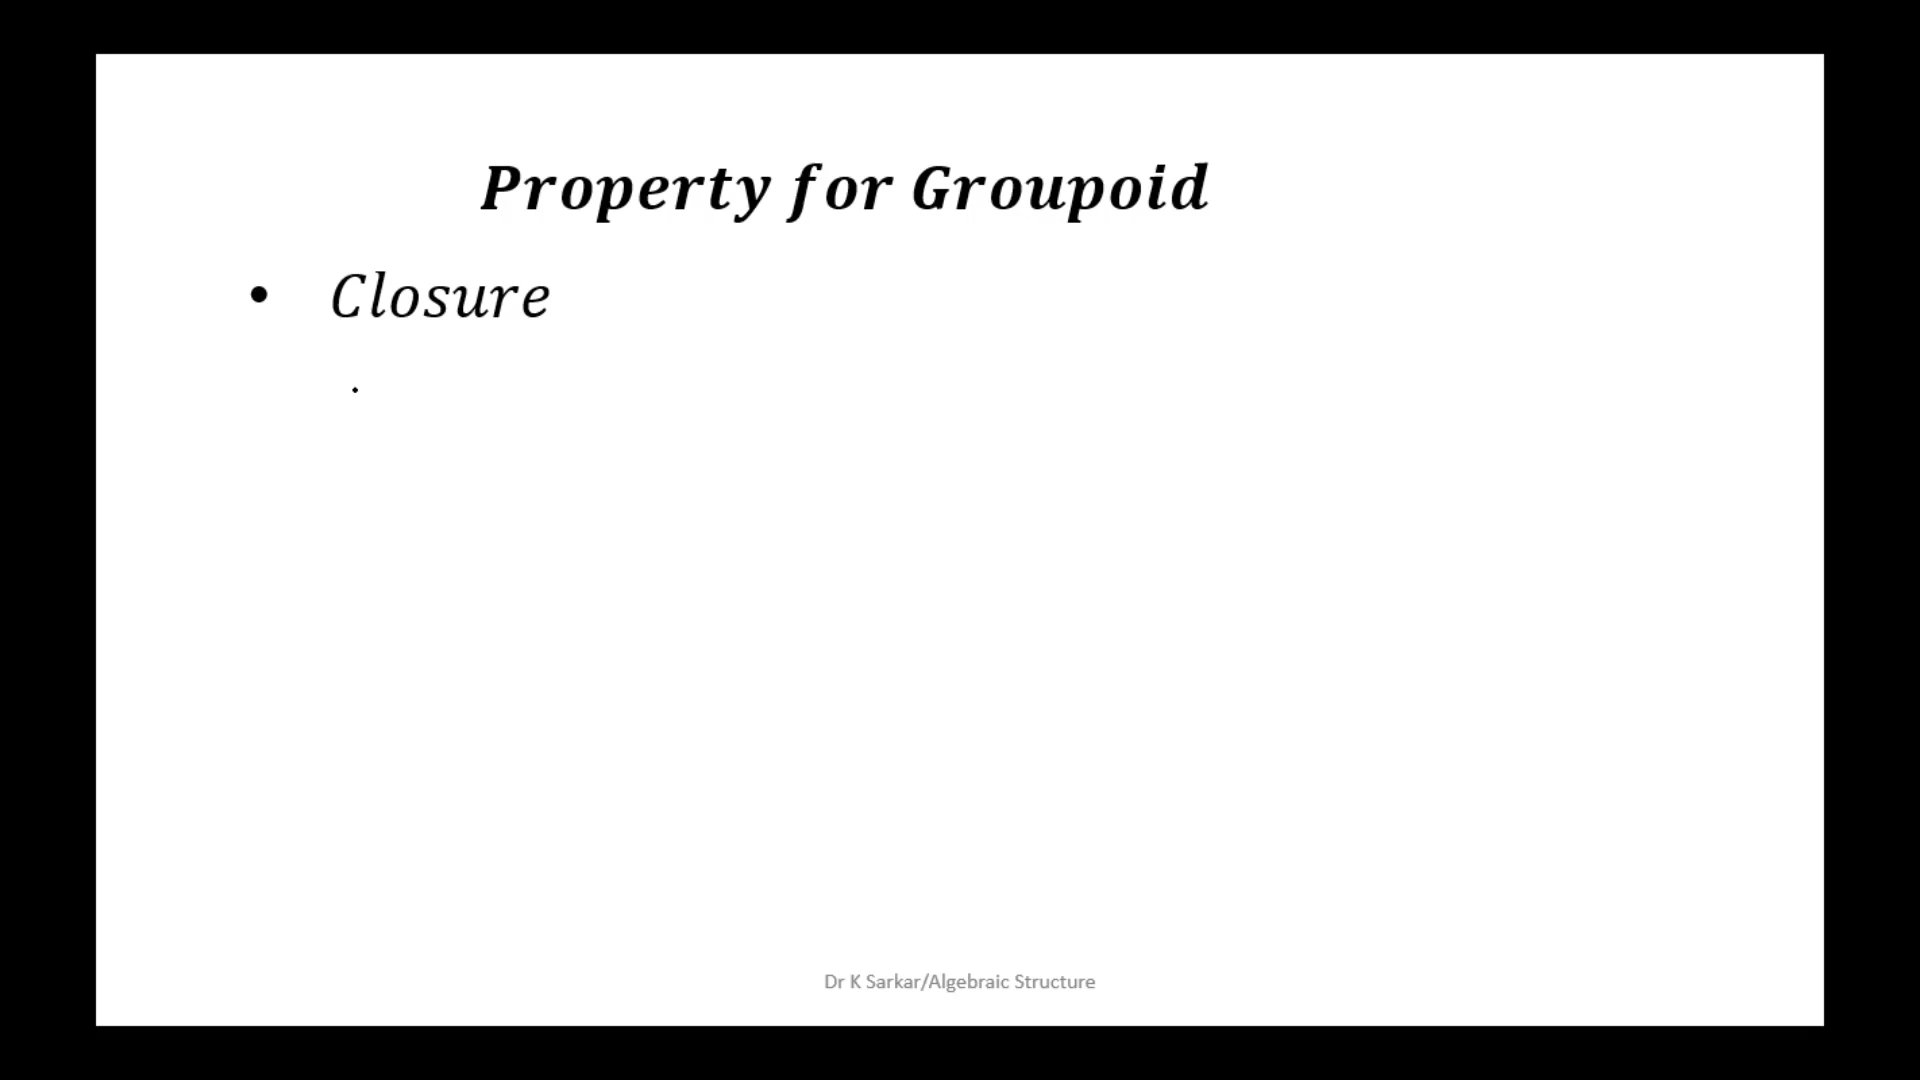 Property for Groupoid
• Closure
.
Dr K Sarkar/Algebraic Structure